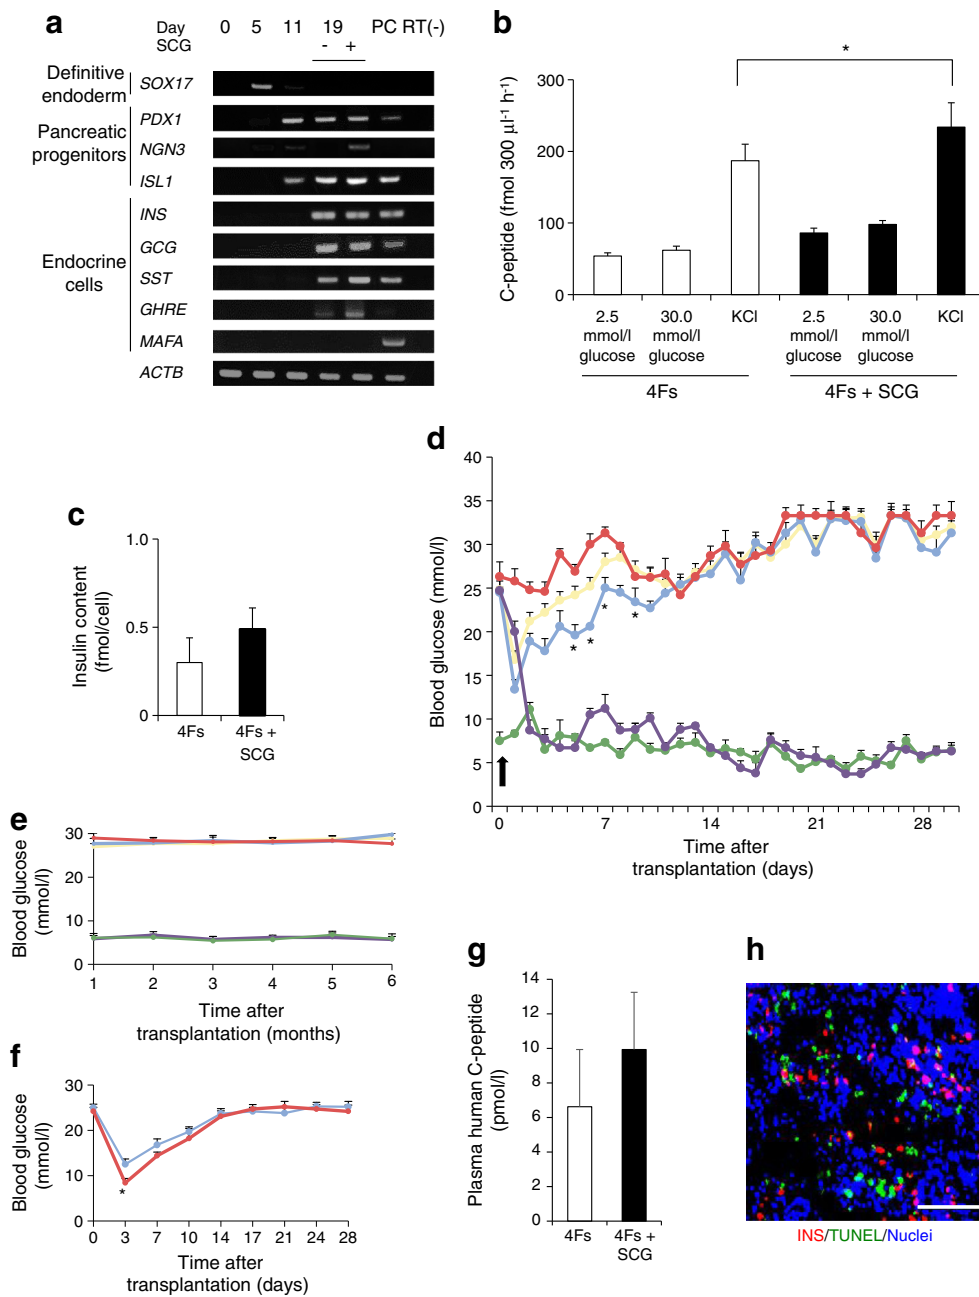 a
Day 0 5 11 19 PC RT(-)
SCG - +
Definitive endoderm
SOX17
Pancreatic progenitors
PDX1
NGN3
ISL1
Endocrine cells
INS
GCG
SST
GHRE
MAFA
ACTB
b
C-peptide (fmol 300 µl-1 h-1)
300
200
100
0
*
2.5 mmol/l glucose
30.0 mmol/l glucose
KCl
2.5 mmol/l glucose
30.0 mmol/l glucose
KCl
4Fs
4Fs + SCG
c
Insulin content (fmol/cell)
1.0
0.5
0
4Fs
4Fs + SCG
d
Blood glucose (mmol/l)
40
35
30
25
20
15
10
5
0
* * * *
0 7 14 21 28
Time after
transplantation (days)
e
Blood glucose (mmol/l)
30
20
10
0
1 2 3 4 5 6
Time after
transplantation (months)
f
Blood glucose (mmol/l)
30
20
10
0
*
0 3 7 10 14 17 21 24 28
Time after
transplantation (days)
g
Plasma human C-peptide (pmol/l)
14
12
10
8
6
4
2
0
4Fs
4Fs + SCG
h
INS/TUNEL/Nuclei